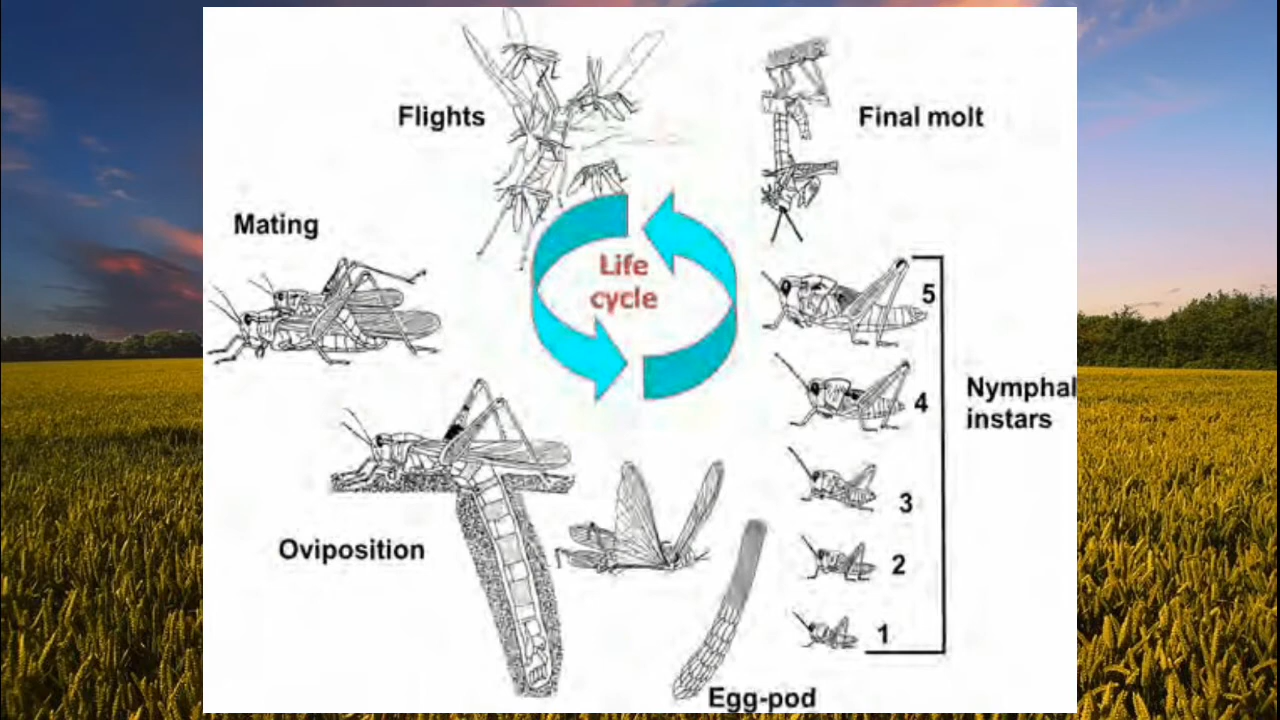 Flights
Final molt
Mating
Life
cycle
5
4
Nymphal
instars
3
Oviposition
2
1
Egg-pod